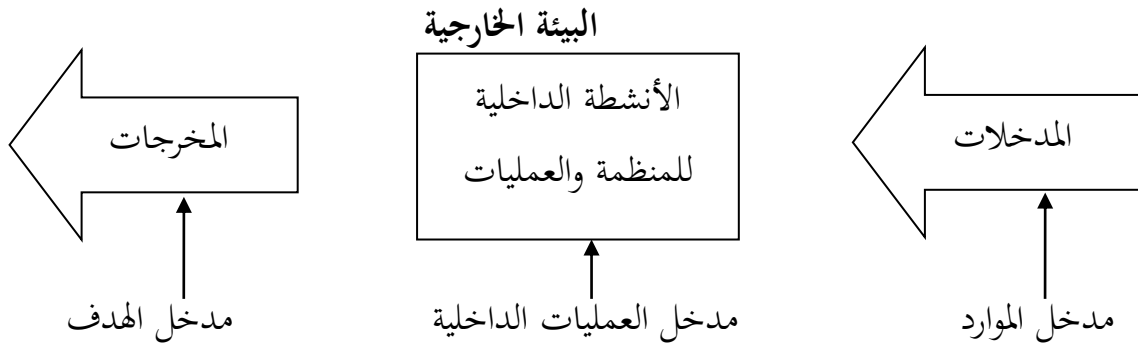 البيئة الخارجية
المدخلات
الأنشطة الداخلية
للمنظمة والعمليات
المخرجات
مدخل الموارد
مدخل العمليات الداخلية
مدخل الهدف